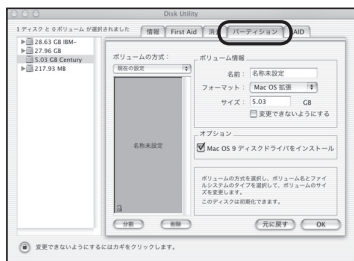 Disk Utility
1 ディスク と 0 ボリューム が選択されました
情報 First Aid 消 パーティション AID
28.63 GB IBM-
27.96 GB
5.03 GB Century
217.93 MB
ボリュームの方式：
現在の設定
名称未設定
分割 削除
ボリューム情報
名前： 名称未設定
フォーマット： Mac OS 拡張
サイズ： 5.03 GB
変更できないようにする
オプション
Mac OS 9 ディスクドライバをインストール
ボリュームの方式を選択し、ボリューム名とファイ
ルシステムのタイプを選択して、ボリュームのサイ
ズを変更します。
このディスクは初期化できます。
元に戻す OK
変更できないようにするにはカギをクリックします。